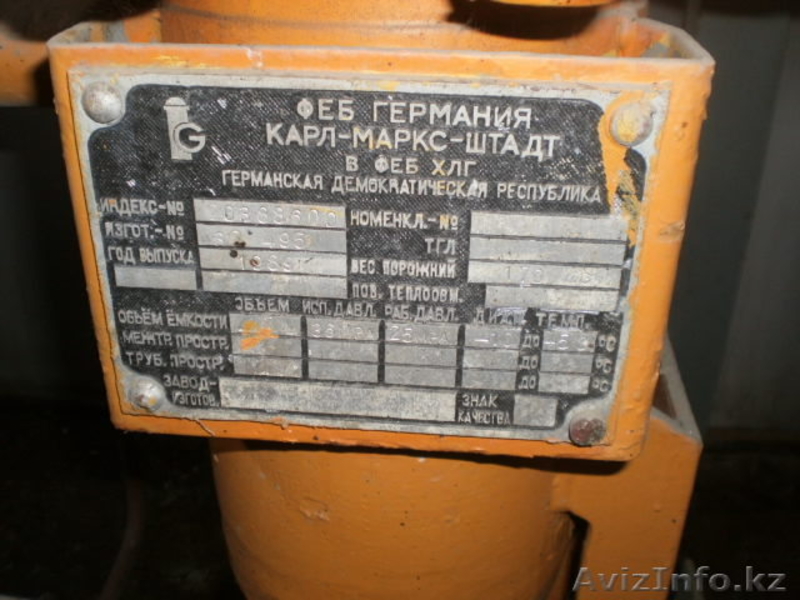 G
ФЕБ ГЕРМАНИЯ
КАРЛ-МАРКС-ШТАДТ
В ФЕБ ХЛГ
ГЕРМАНСКАЯ ДЕМОКРАТИЧЕСКАЯ РЕСПУБЛИКА
ИНДЕКС-№ НОМЕНКЛ.-№
ИЗГОТ.-№ ТГЛ
ГОД ВЫПУСКА ВЕС ПОРОЖНИЙ
ПОВ. ТЕПЛООБМ.
ОБЪЕМ ИСП.ДАВЛ. РАБ.ДАВЛ. ТЕМП.
ОБЪЁМ ЁМКОСТИ ДО °C
МЕЖТР. ПРОСТР. ДО °C
ТРУБ. ПРОСТР. ДО °C
ЗАВОД-ИЗГОТОВ. ЗНАК КАЧЕСТВА
AvizInfo.kz